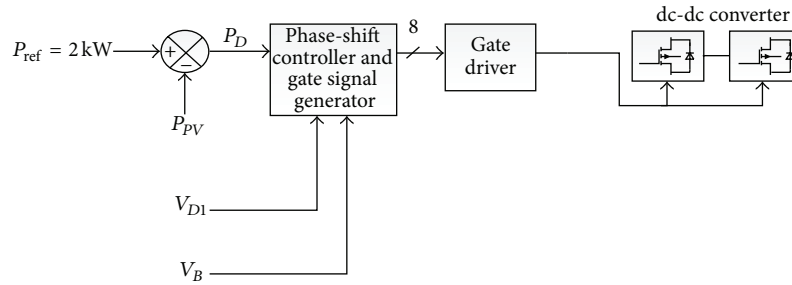 dc-dc converter
P_ref = 2 kW
+
−
P_D
Phase-shift
controller and
gate signal
generator
8
Gate
driver
P_PV
V_D1
V_B